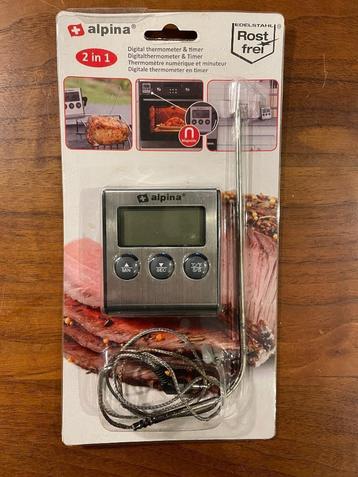 alpina®
2 in 1
Digital thermometer & timer
Digitalthermometer & Timer
Thermomètre numérique et minuteur
Digitale thermometer en timer
EDELSTAHL
Rost
frei
alpina®
MIN
SEC